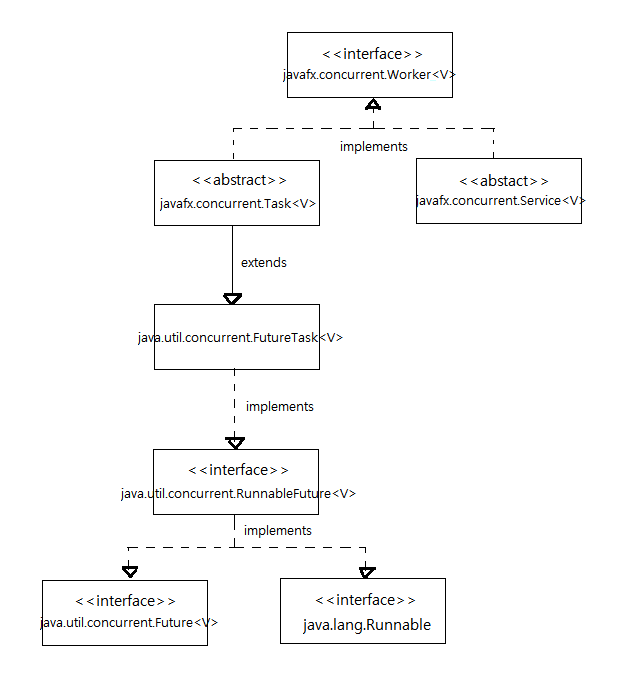 <<interface>>
javafx.concurrent.Worker<V>
implements
<<abstract>>
javafx.concurrent.Task<V>
<<abstact>>
javafx.concurrent.Service<V>
extends
java.util.concurrent.FutureTask<V>
implements
<<interface>>
java.util.concurrent.RunnableFuture<V>
implements
<<interface>>
java.util.concurrent.Future<V>
<<interface>>
java.lang.Runnable